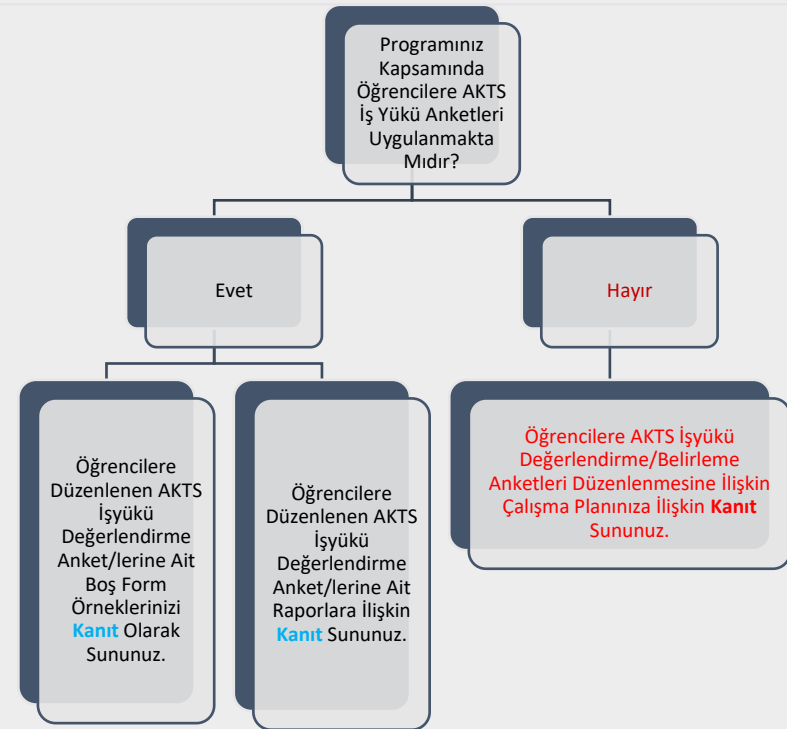 Programınız
Kapsamında
Öğrencilere AKTS
İş Yükü Anketleri
Uygulanmakta
Mıdır?
Evet
Hayır
Öğrencilere
Düzenlenen AKTS
İşyükü
Değerlendirme
Anket/lerine Ait
Boş Form
Örneklerinizi
Kanıt Olarak
Sununuz.
Öğrencilere
Düzenlenen AKTS
İşyükü
Değerlendirme
Anket/lerine Ait
Raporlara İlişkin
Kanıt Sununuz.
Öğrencilere AKTS İşyükü
Değerlendirme/Belirleme
Anketleri Düzenlenmesine İlişkin
Çalışma Planınıza İlişkin Kanıt
Sununuz.